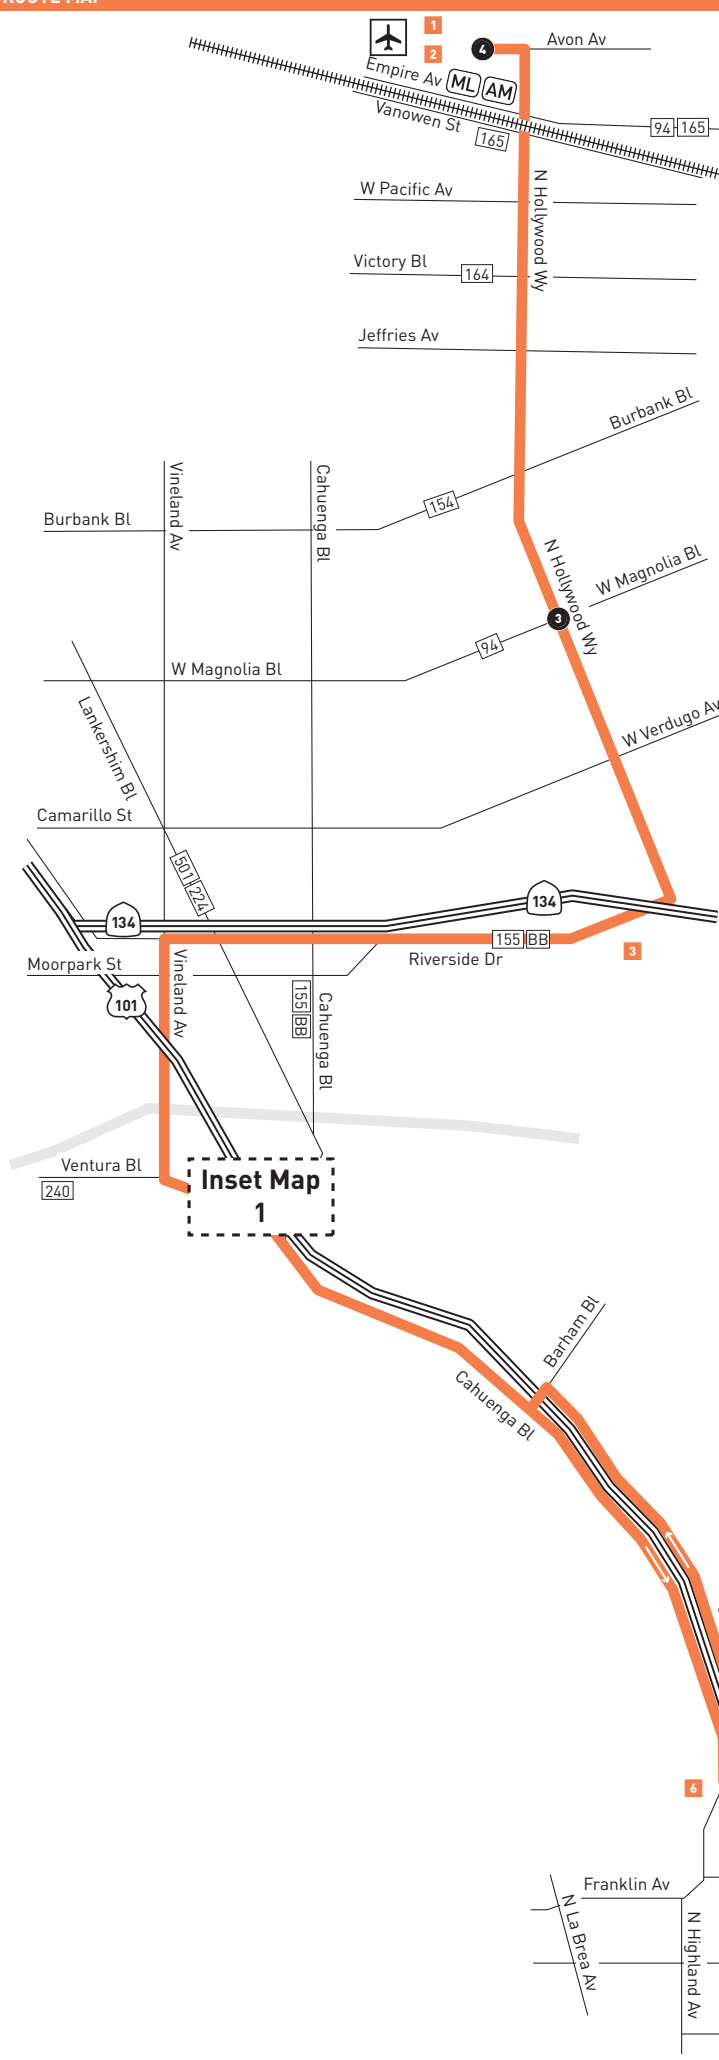 ROUTE MAP
1
2
4
Avon Av
Empire Av
ML
AM
Vanowen St
165
94
165
W Pacific Av
N Hollywood Wy
Victory Bl
164
Jeffries Av
Burbank Bl
154
Vineland Av
Cahuenga Bl
Burbank Bl
N Hollywood Wy
W Magnolia Bl
3
94
W Magnolia Bl
Lankershim Bl
W Verdugo Av
Camarillo St
501
224
134
134
155
BB
3
Riverside Dr
Moorpark St
Vineland Av
101
155
BB
Cahuenga Bl
Ventura Bl
240
Inset Map
1
Barham Bl
Cahuenga Bl
6
Franklin Av
N La Brea Av
N Highland Av